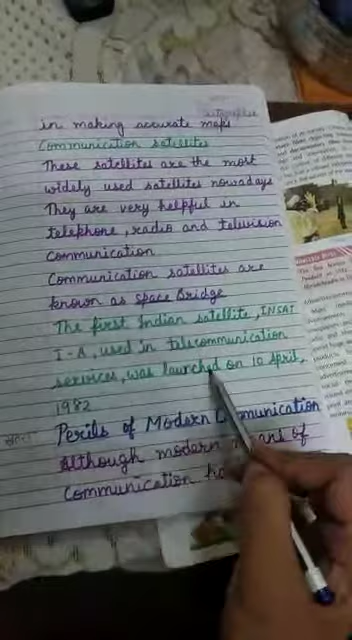 in making accurate maps
Communication satellites
These satellites are the most
widely used satellites nowadays
They are very helpful in
telephone, radio and television
communication
Communication satellites are
known as space Bridge
The first Indian satellite, INSAT
I-A, used in telecommunication
services, was launched on 10 April,
1982
Perils of Modern Communication
Although modern means of
Communication